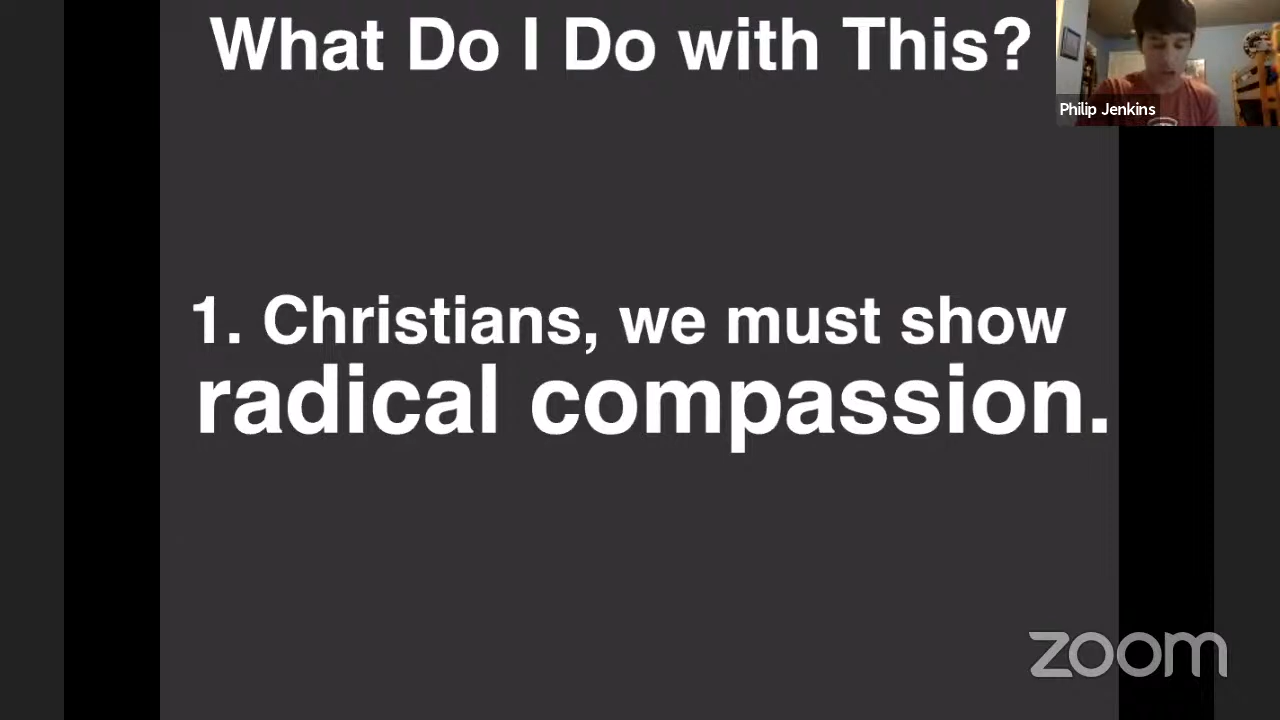 What Do I Do with This?
Philip Jenkins
1. Christians, we must show
radical compassion.
zoom